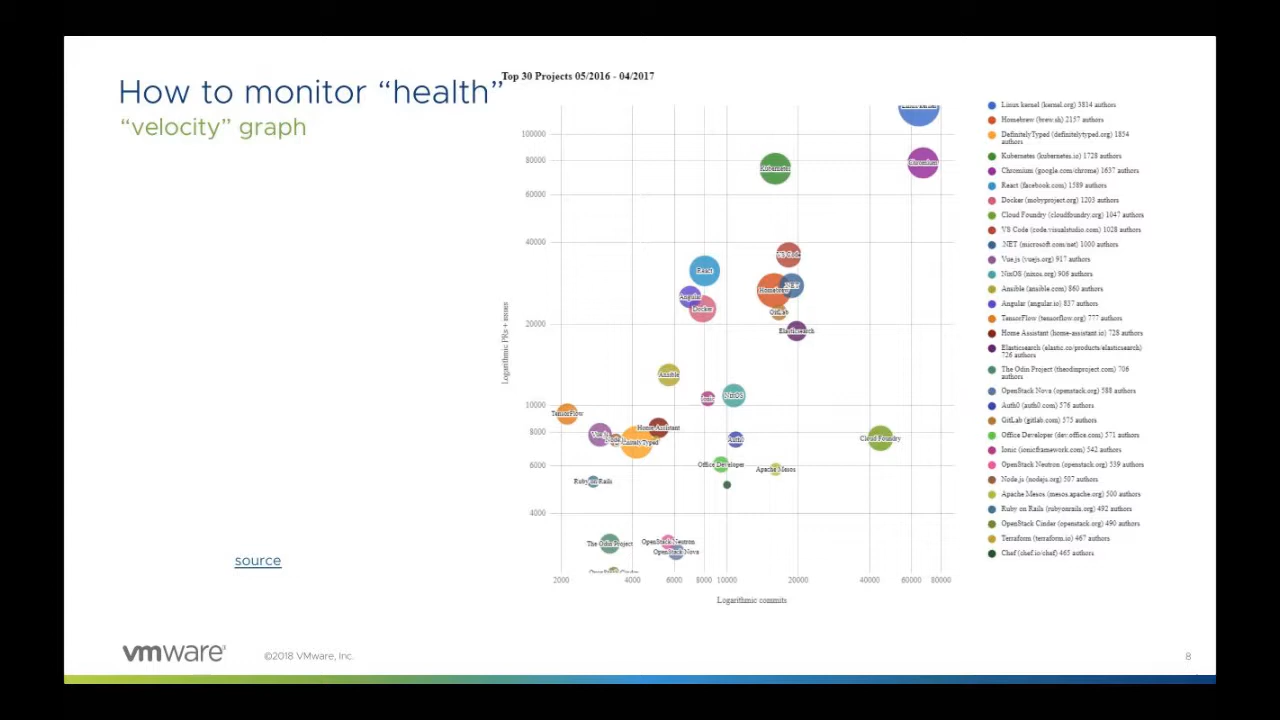 How to monitor “health”
“velocity” graph
Top 30 Projects 05/2016 - 04/2017
100000
80000
60000
40000
20000
10000
8000
6000
4000
Logarithmic PRs + issues
2000
4000
6000
8000
10000
20000
40000
60000
80000
Logarithmic commits
Linux kernel
Chromium
Kubernetes
VS Code
React
Homebrew
.NET
Angular
Docker
GitLab
Elasticsearch
Ansible
Ionic
NixOS
TensorFlow
Vue.js
Home Assistant
Auth0
Cloud Foundry
Office Developer
Apache Mesos
Ruby on Rails
The Odin Project
OpenStack Neutron
OpenStack Nova
OpenStack Cinder
Linux kernel (kernel.org) 3814 authors
Homebrew (brew.sh) 2157 authors
DefinitelyTyped (definitelytyped.org) 1854
authors
Kubernetes (kubernetes.io) 1728 authors
Chromium (google.com/chrome) 1637 authors
React (facebook.com) 1589 authors
Docker (mobyproject.org) 1203 authors
Cloud Foundry (cloudfoundry.org) 1047 authors
VS Code (code.visualstudio.com) 1028 authors
.NET (microsoft.com/net) 1000 authors
Vue.js (vuejs.org) 917 authors
NixOS (nixos.org) 906 authors
Ansible (ansible.com) 860 authors
Angular (angular.io) 837 authors
TensorFlow (tensorflow.org) 777 authors
Home Assistant (home-assistant.io) 728 authors
Elasticsearch (elastic.co/products/elasticsearch)
726 authors
The Odin Project (theodinproject.com) 706
authors
OpenStack Nova (openstack.org) 588 authors
Auth0 (auth0.com) 576 authors
GitLab (gitlab.com) 575 authors
Office Developer (dev.office.com) 571 authors
Ionic (ionicframework.com) 542 authors
OpenStack Neutron (openstack.org) 539 authors
Node.js (nodejs.org) 507 authors
Apache Mesos (mesos.apache.org) 500 authors
Ruby on Rails (rubyonrails.org) 492 authors
OpenStack Cinder (openstack.org) 490 authors
Terraform (terraform.io) 467 authors
Chef (chef.io/chef) 465 authors
source
vmware
©2018 VMware, Inc.
8